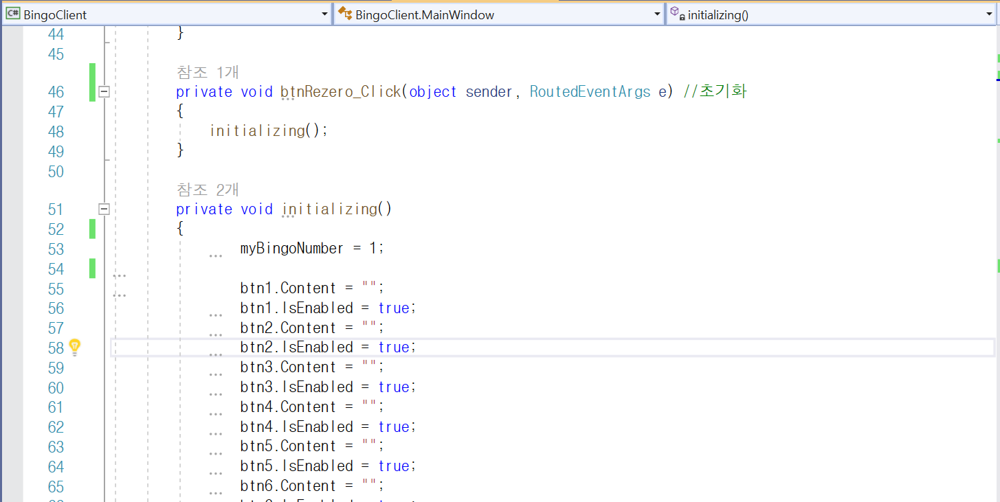 C# BingoClient BingoClient.MainWindow initializing()
44 }
45
참조 1개
46 private void btnRezero_Click(object sender, RoutedEventArgs e) //초기화
47 {
48 initializing();
49 }
50
참조 2개
51 private void initializing()
52 {
53 myBingoNumber = 1;
54
55 btn1.Content = "";
56 btn1.IsEnabled = true;
57 btn2.Content = "";
58 btn2.IsEnabled = true;
59 btn3.Content = "";
60 btn3.IsEnabled = true;
61 btn4.Content = "";
62 btn4.IsEnabled = true;
63 btn5.Content = "";
64 btn5.IsEnabled = true;
65 btn6.Content = "";